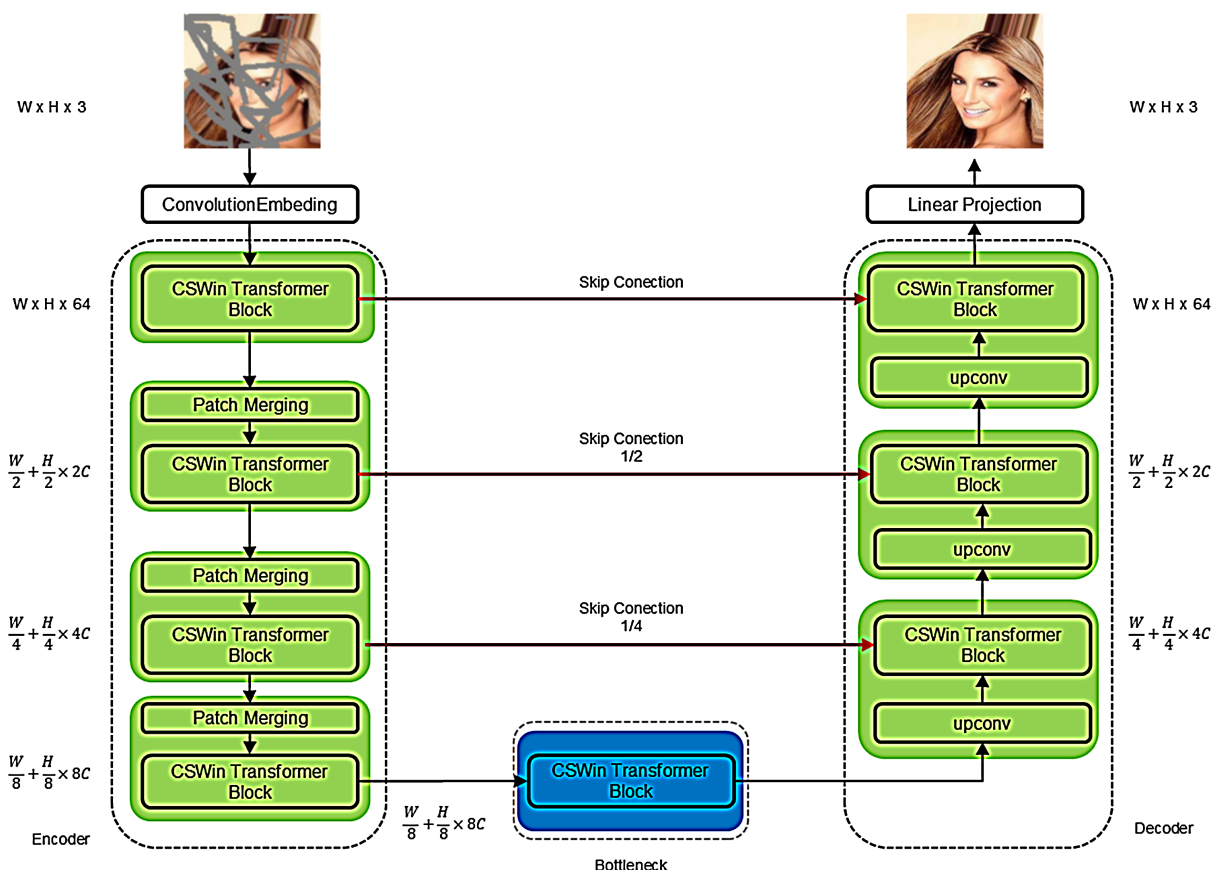 W x H x 3
W x H x 3
ConvolutionEmbeding
Linear Projection
CSWin Transformer
Block
Skip Conection
CSWin Transformer
Block
W x H x 64
W x H x 64
upconv
Patch Merging
CSWin Transformer
Block
Skip Conection
1/2
CSWin Transformer
Block
W/2 + H/2 × 2C
W/2 + H/2 × 2C
upconv
Patch Merging
CSWin Transformer
Block
Skip Conection
1/4
CSWin Transformer
Block
W/4 + H/4 × 4C
W/4 + H/4 × 4C
Patch Merging
upconv
CSWin Transformer
Block
CSWin Transformer
Block
W/8 + H/8 × 8C
W/8 + H/8 × 8C
Encoder
Decoder
Bottleneck